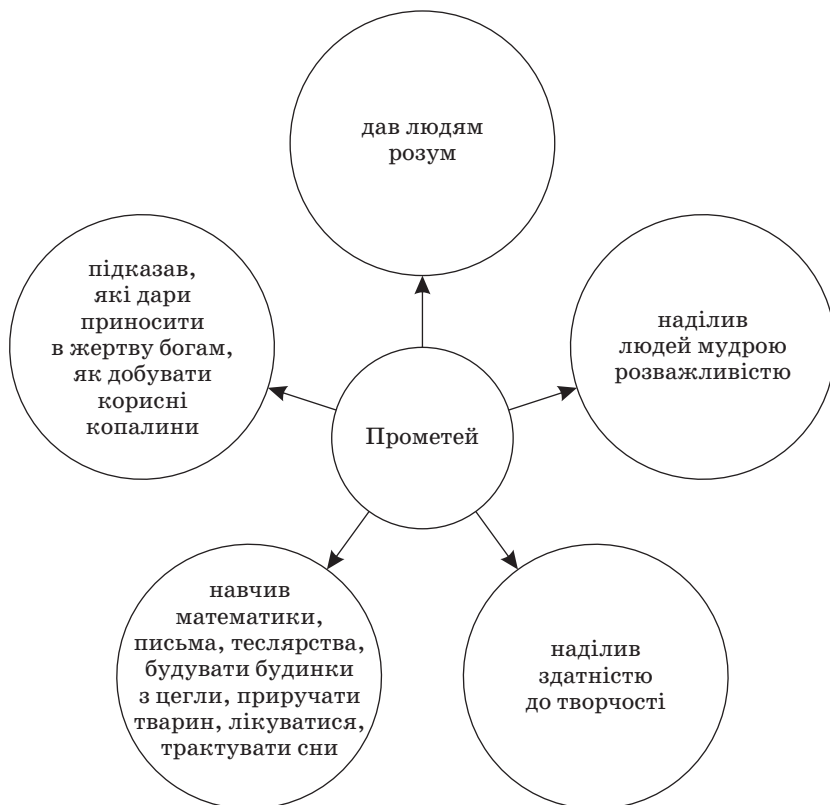 дав людям
розум
підказав,
які дари
приносити
в жертву богам,
як добувати
корисні
копалини
наділив
людей мудрою
розважливістю
Прометей
навчив
математики,
письма, теслярства,
будувати будинки
з цегли, приручати
тварин, лікуватися,
трактувати сни
наділив
здатністю
до творчості